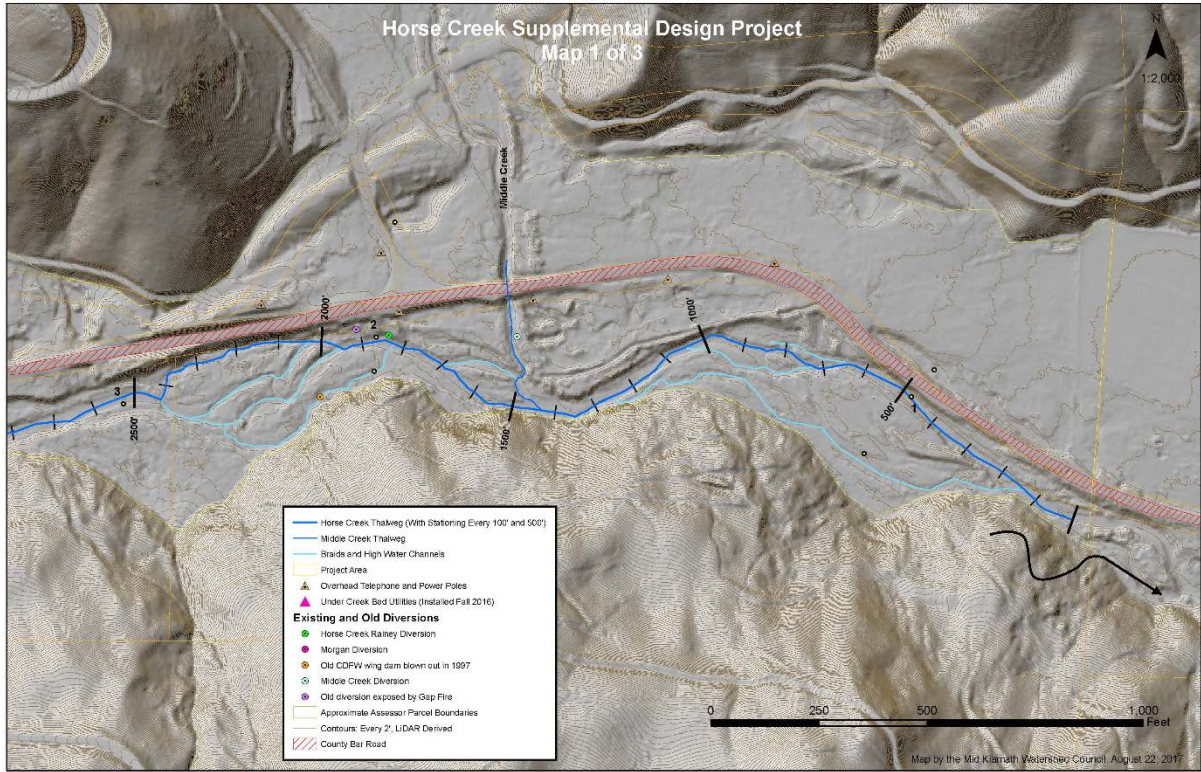 Horse Creek Supplemental Design Project
Map 1 of 3
N
1:2,000
Middle Creek
2000'
2
1000'
3
2500'
1500'
500'
1
Horse Creek Thalweg (With Stationing Every 100' and 500')
Middle Creek Thalweg
Braids and High Water Channels
Project Area
Overhead Telephone and Power Poles
Under Creek Bed Utilities (Installed Fall 2016)
Existing and Old Diversions
Horse Creek Rainey Diversion
Morgan Diversion
Old CDFW wing dam blown out in 1997
Middle Creek Diversion
Old diversion exposed by Gap Fire
Approximate Assessor Parcel Boundaries
Contours: Every 2', LiDAR Derived
County Bar Road
0 250 500 1,000
Feet
Map by the Mid Klamath Watershed Council, August 22, 2017